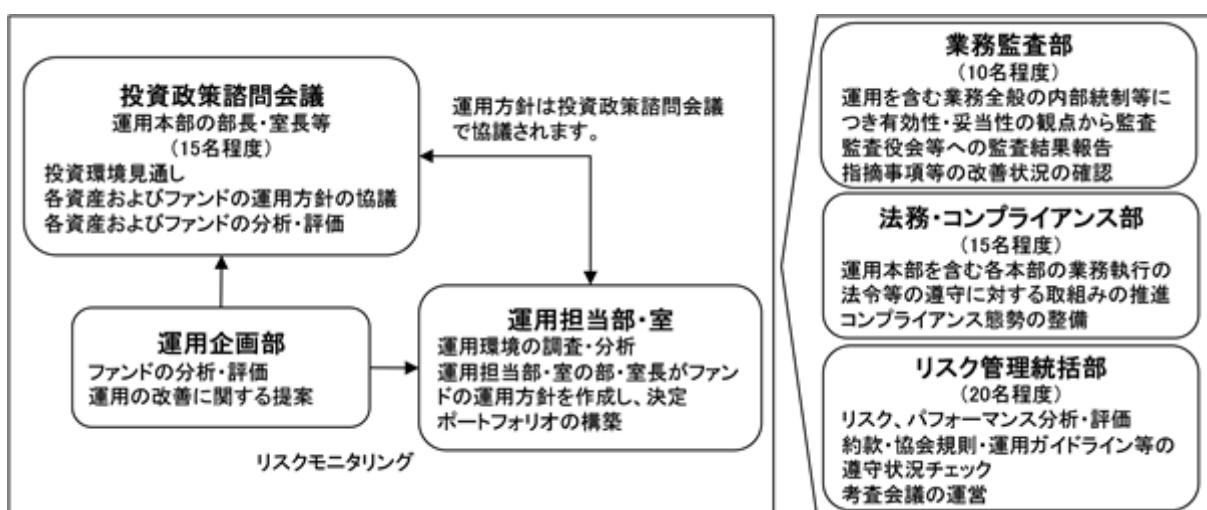 投資政策諮問会議
運用本部の部長・室長等
(15名程度)
投資環境見通し
各資産およびファンドの運用方針の協議
各資産およびファンドの分析・評価
運用方針は投資政策諮問会議
で協議されます。
運用企画部
ファンドの分析・評価
運用の改善に関する提案
運用担当部・室
運用環境の調査・分析
運用担当部・室の部・室長がファン
ドの運用方針を作成し、決定
ポートフォリオの構築
リスクモニタリング
業務監査部
(10名程度)
運用を含む業務全般の内部統制等に
つき有効性・妥当性の観点から監査
監査役会等への監査結果報告
指摘事項等の改善状況の確認
法務・コンプライアンス部
(15名程度)
運用本部を含む各本部の業務執行の
法令等の遵守に対する取組みの推進
コンプライアンス態勢の整備
リスク管理統括部
(20名程度)
リスク、パフォーマンス分析・評価
約款・協会規則・運用ガイドライン等の
遵守状況チェック
考査会議の運営